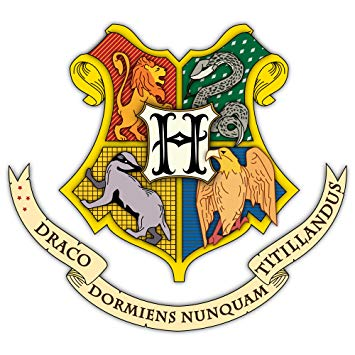 H
DRACO
DORMIENS NUNQUAM
TITILLANDUS